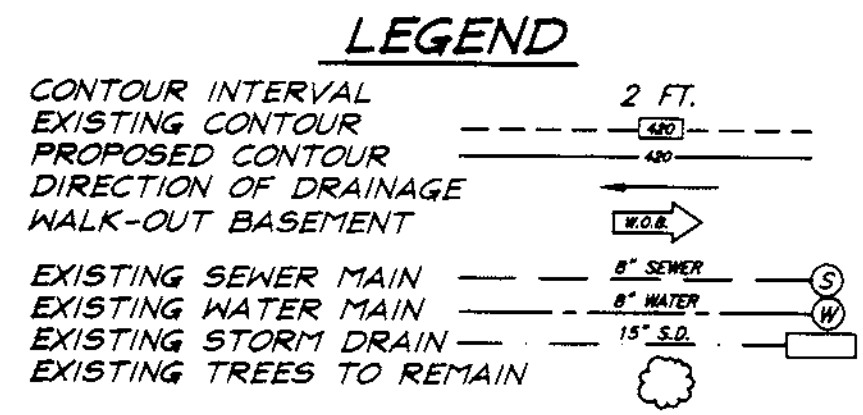 LEGEND
CONTOUR INTERVAL 2 FT.
EXISTING CONTOUR 420
PROPOSED CONTOUR 420
DIRECTION OF DRAINAGE
WALK-OUT BASEMENT W.O.B.
EXISTING SEWER MAIN 8" SEWER S
EXISTING WATER MAIN 8" WATER W
EXISTING STORM DRAIN 15" S.D.
EXISTING TREES TO REMAIN